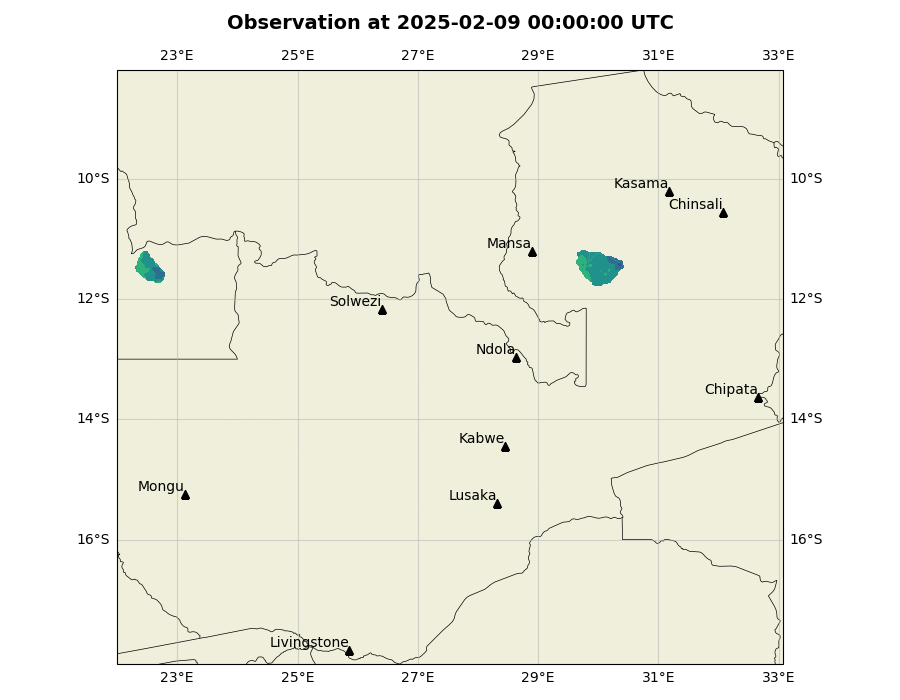 Observation at 2025-02-09 00:00:00 UTC
23°E 25°E 27°E 29°E 31°E 33°E
10°S 10°S
Kasama
Chinsali
Mansa
12°S 12°S
Solwezi
Ndola
Chipata
14°S 14°S
Kabwe
Mongu
Lusaka
16°S 16°S
Livingstone
23°E 25°E 27°E 29°E 31°E 33°E